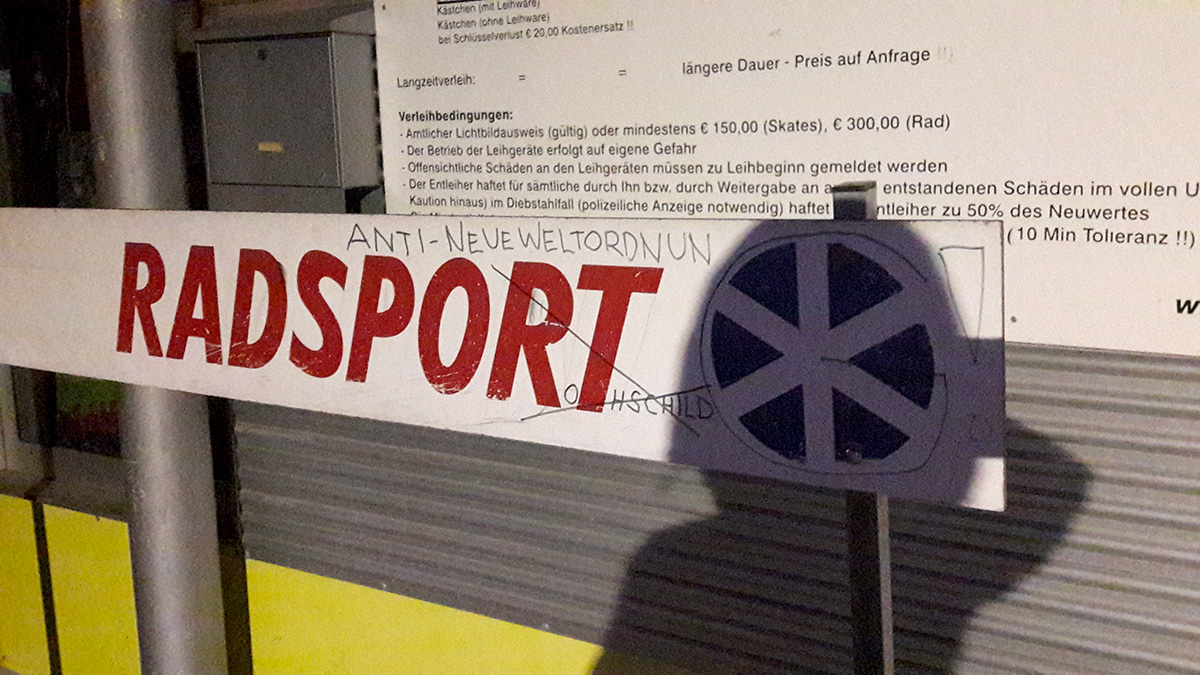 Kästchen (mit Leihware)
Kästchen (ohne Leihware)
bei Schlüsselverlust € 20,00 Kostenersatz !!
Langzeitverleih: = = längere Dauer - Preis auf Anfrage !!)
Verleihbedingungen:
- Amtlicher Lichtbildausweis (gültig) oder mindestens € 150,00 (Skates), € 300,00 (Rad)
- Der Betrieb der Leihgeräte erfolgt auf eigene Gefahr
- Offensichtliche Schäden an den Leihgeräten müssen zu Leihbeginn gemeldet werden
- Der Entleiher haftet für sämtliche durch Ihn bzw. durch Weitergabe an a entstandenen Schäden im vollen U
Kaution hinaus) im Diebstahlfall (polizeiliche Anzeige notwendig) haftet ntleiher zu 50% des Neuwertes
(10 Min Tolleranz !!)
w
ANTI-NEUEWELTORDNUN
RADSPORT
HSCHILD